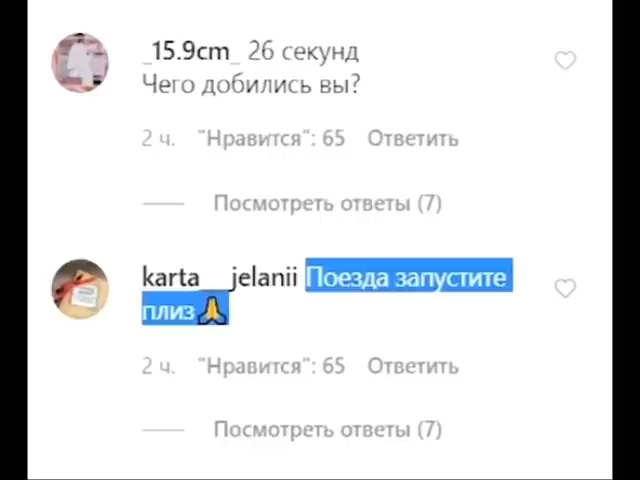 _15.9cm_ 26 секунд
Чего добились вы?
2 ч. "Нравится": 65 Ответить
Посмотреть ответы (7)
karta__jelanii Поезда запустите
плиз🙏
2 ч. "Нравится": 65 Ответить
Посмотреть ответы (7)